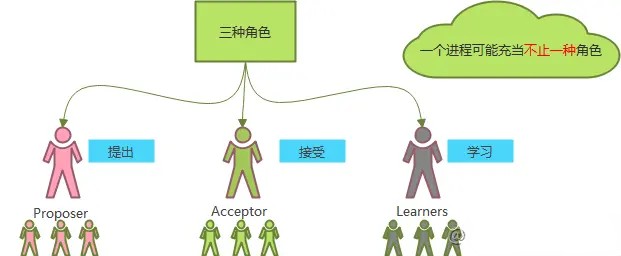 三种角色
一个进程可能充当不止一种角色
提出
接受
学习
Proposer
Acceptor
Learners
@